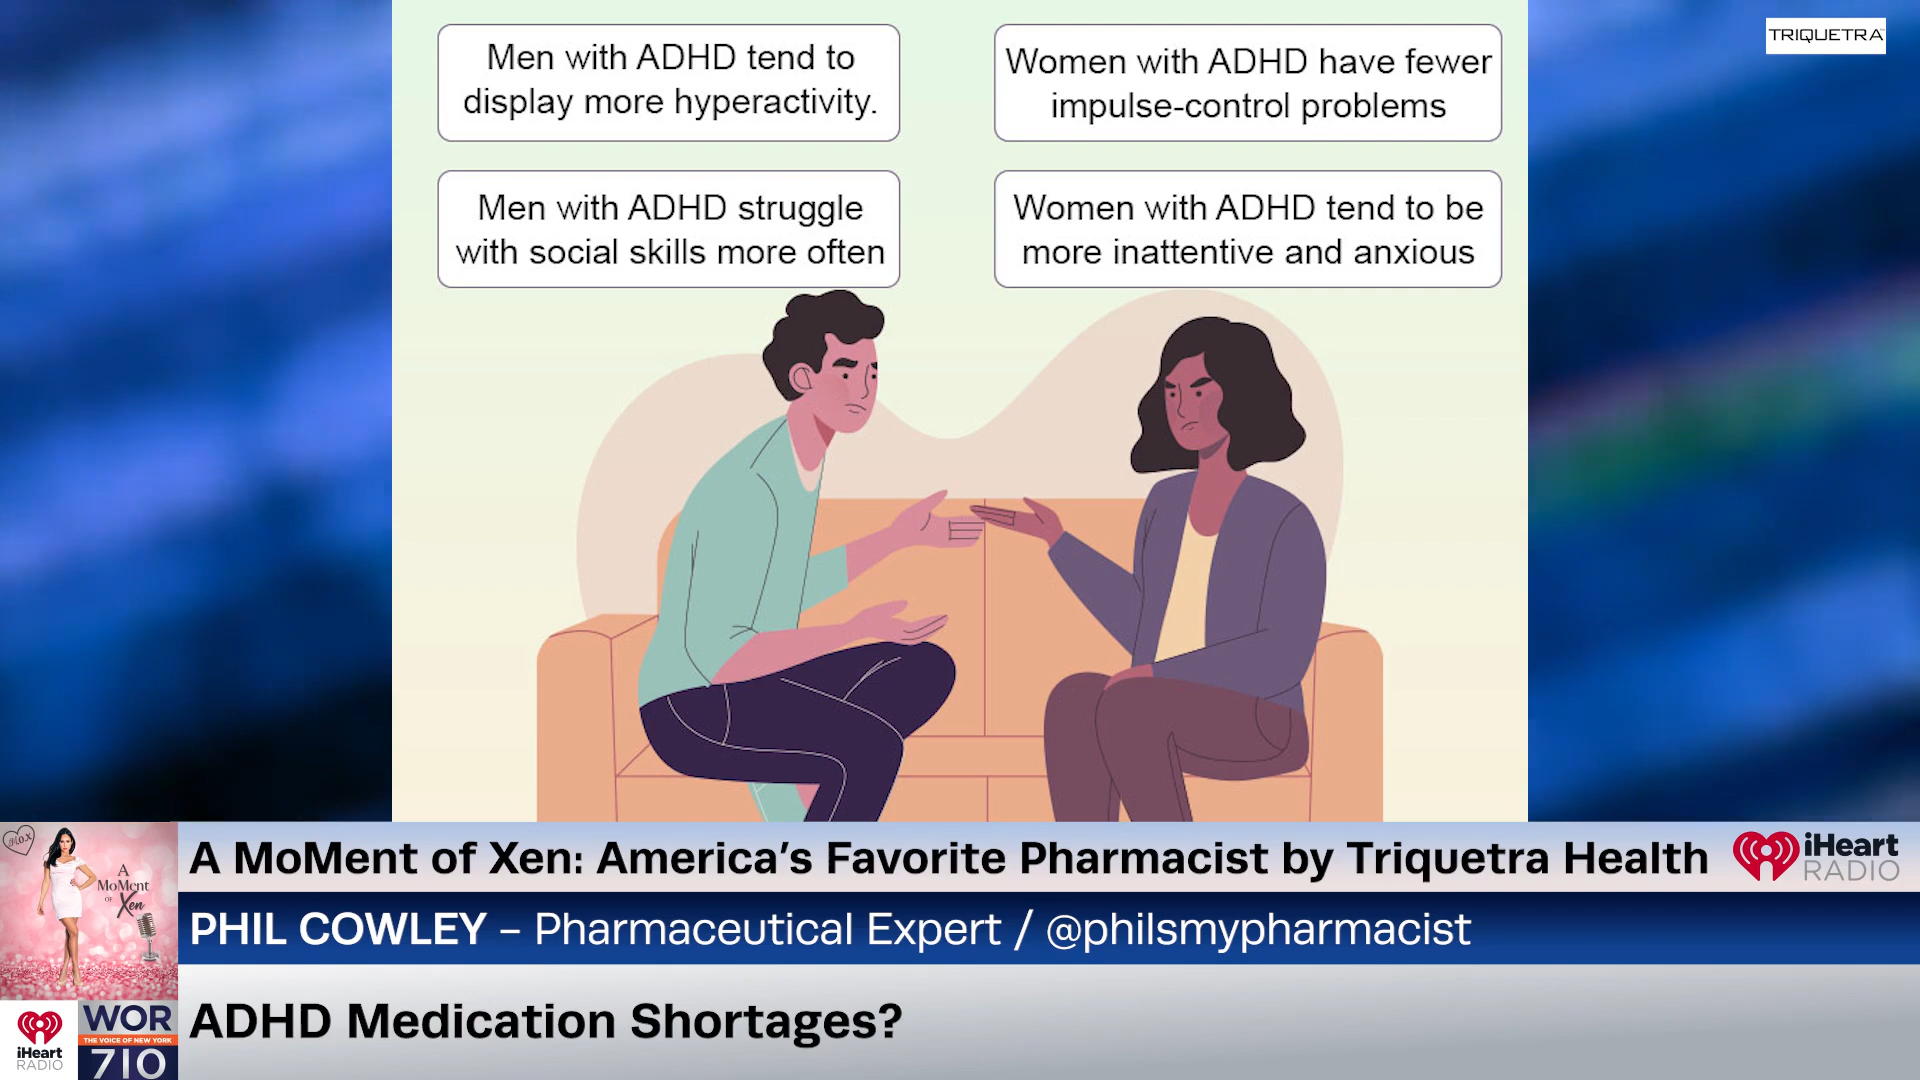 Men with ADHD tend to
display more hyperactivity.
Women with ADHD have fewer
impulse-control problems
TRIQUETRA
Men with ADHD struggle
with social skills more often
Women with ADHD tend to be
more inattentive and anxious
M.O.X
A
MoMent
OF
Xen
A MoMent of Xen: America's Favorite Pharmacist by Triquetra Health
iHeart
RADIO
PHIL COWLEY – Pharmaceutical Expert / @philsmypharmacist
ADHD Medication Shortages?
iHeart
RADIO
WOR
THE VOICE OF NEW YORK
710